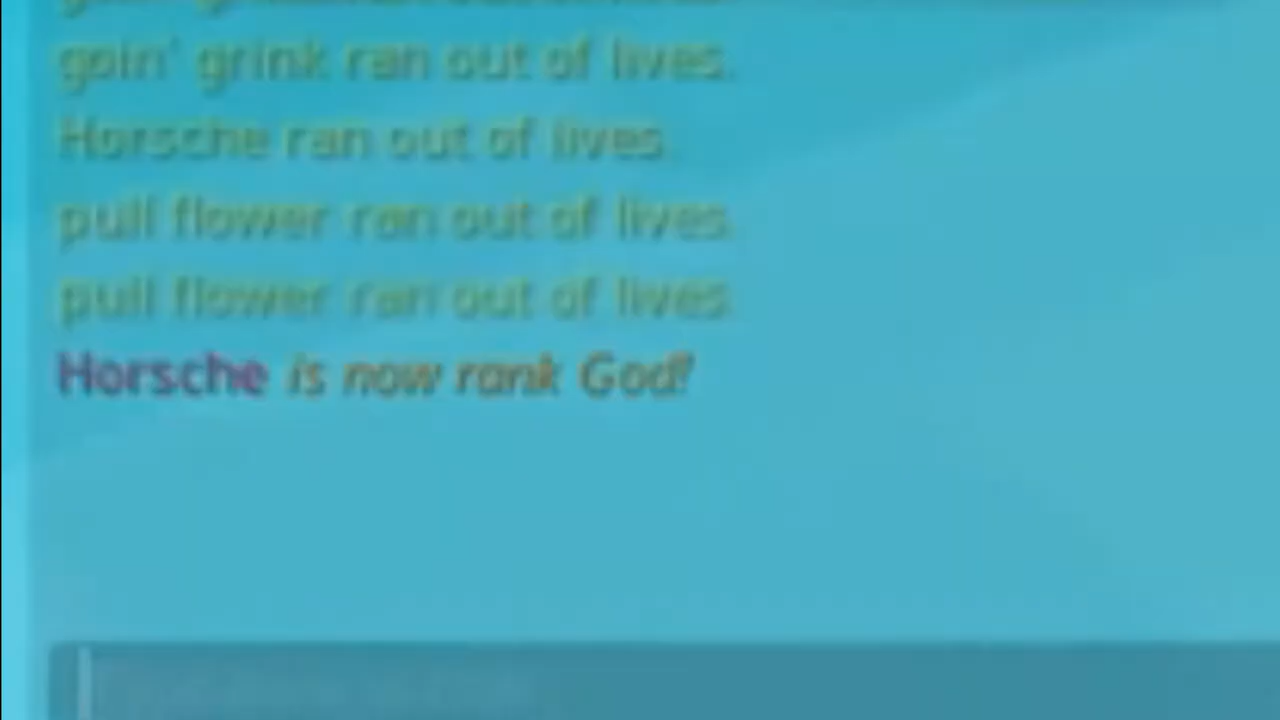 goin' grink ran out of lives.
Horsche ran out of lives.
pull flower ran out of lives.
pull flower ran out of lives.
Horsche is now rank God!